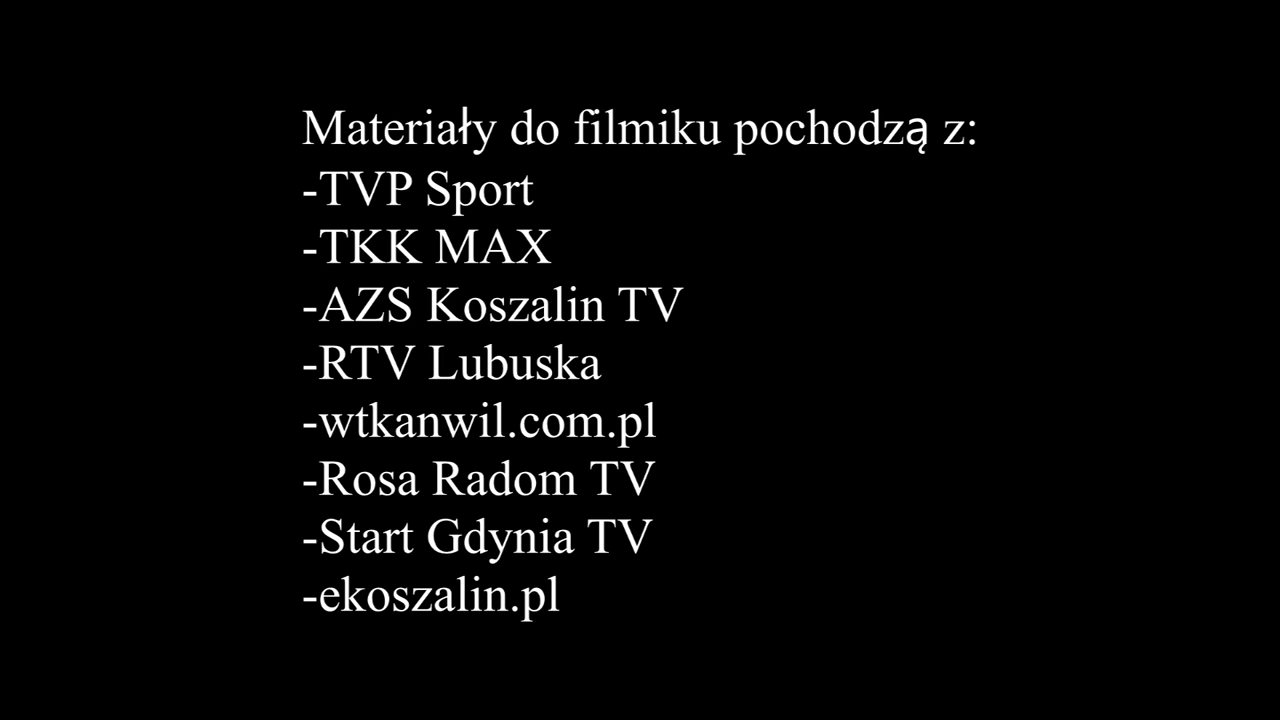 Materiały do filmiku pochodzą z:
-TVP Sport
-TKK MAX
-AZS Koszalin TV
-RTV Lubuska
-wtkanwil.com.pl
-Rosa Radom TV
-Start Gdynia TV
-ekoszalin.pl